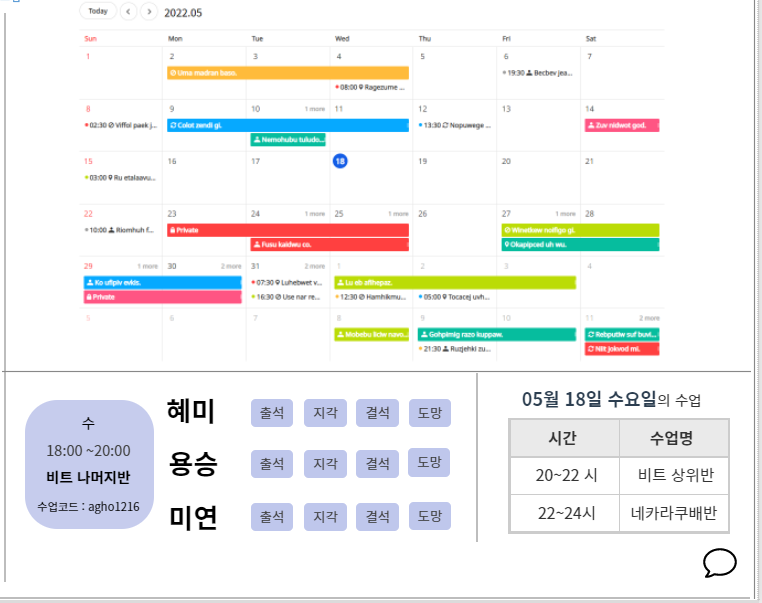 Today 2022.05
Sun Mon Tue Wed Thu Fri Sat
1 2 3 4 5 6 7
Uma madran baso.
19:30 Becbev jea...
08:00 Ragezume ...
8 9 10 1 more 11 12 13 14
02:30 Viffol paek j... Colot zendi gi. 13:30 Nopuwege ... Zuv nidwot god.
Nemohubu tuludo...
15 16 17 18 19 20 21
03:00 Ru etalaavu...
22 23 24 1 more 25 1 more 26 27 1 more 28
10:00 Riomhuh f... Private Winetkaw noifigo gi.
Fusu kaidwu co. Okapipced uh wu.
29 1 more 30 2 more 31 2 more 1 2 3 4
Ko ufipiv evkis. 07:30 Luhebwet v... Lu eb affhepaz.
Private 16:30 Use nar re... 12:30 Hamhikmu... 05:00 Tocacej uvh...
5 6 7 8 9 10 11 2 more
Mobebu liciw navo... Gohpimig razo kuppaw. Rebputiw suf buvi...
21:30 Ruzjehki zu... Nilt jokvod mi.
수
18:00 ~20:00
비트 나머지반
수업코드 : agho1216
혜미 출석 지각 결석 도망
용승 출석 지각 결석 도망
미연 출석 지각 결석 도망
05월 18일 수요일의 수업
시간 수업명
20~22 시 비트 상위반
22~24시 네카라쿠배반